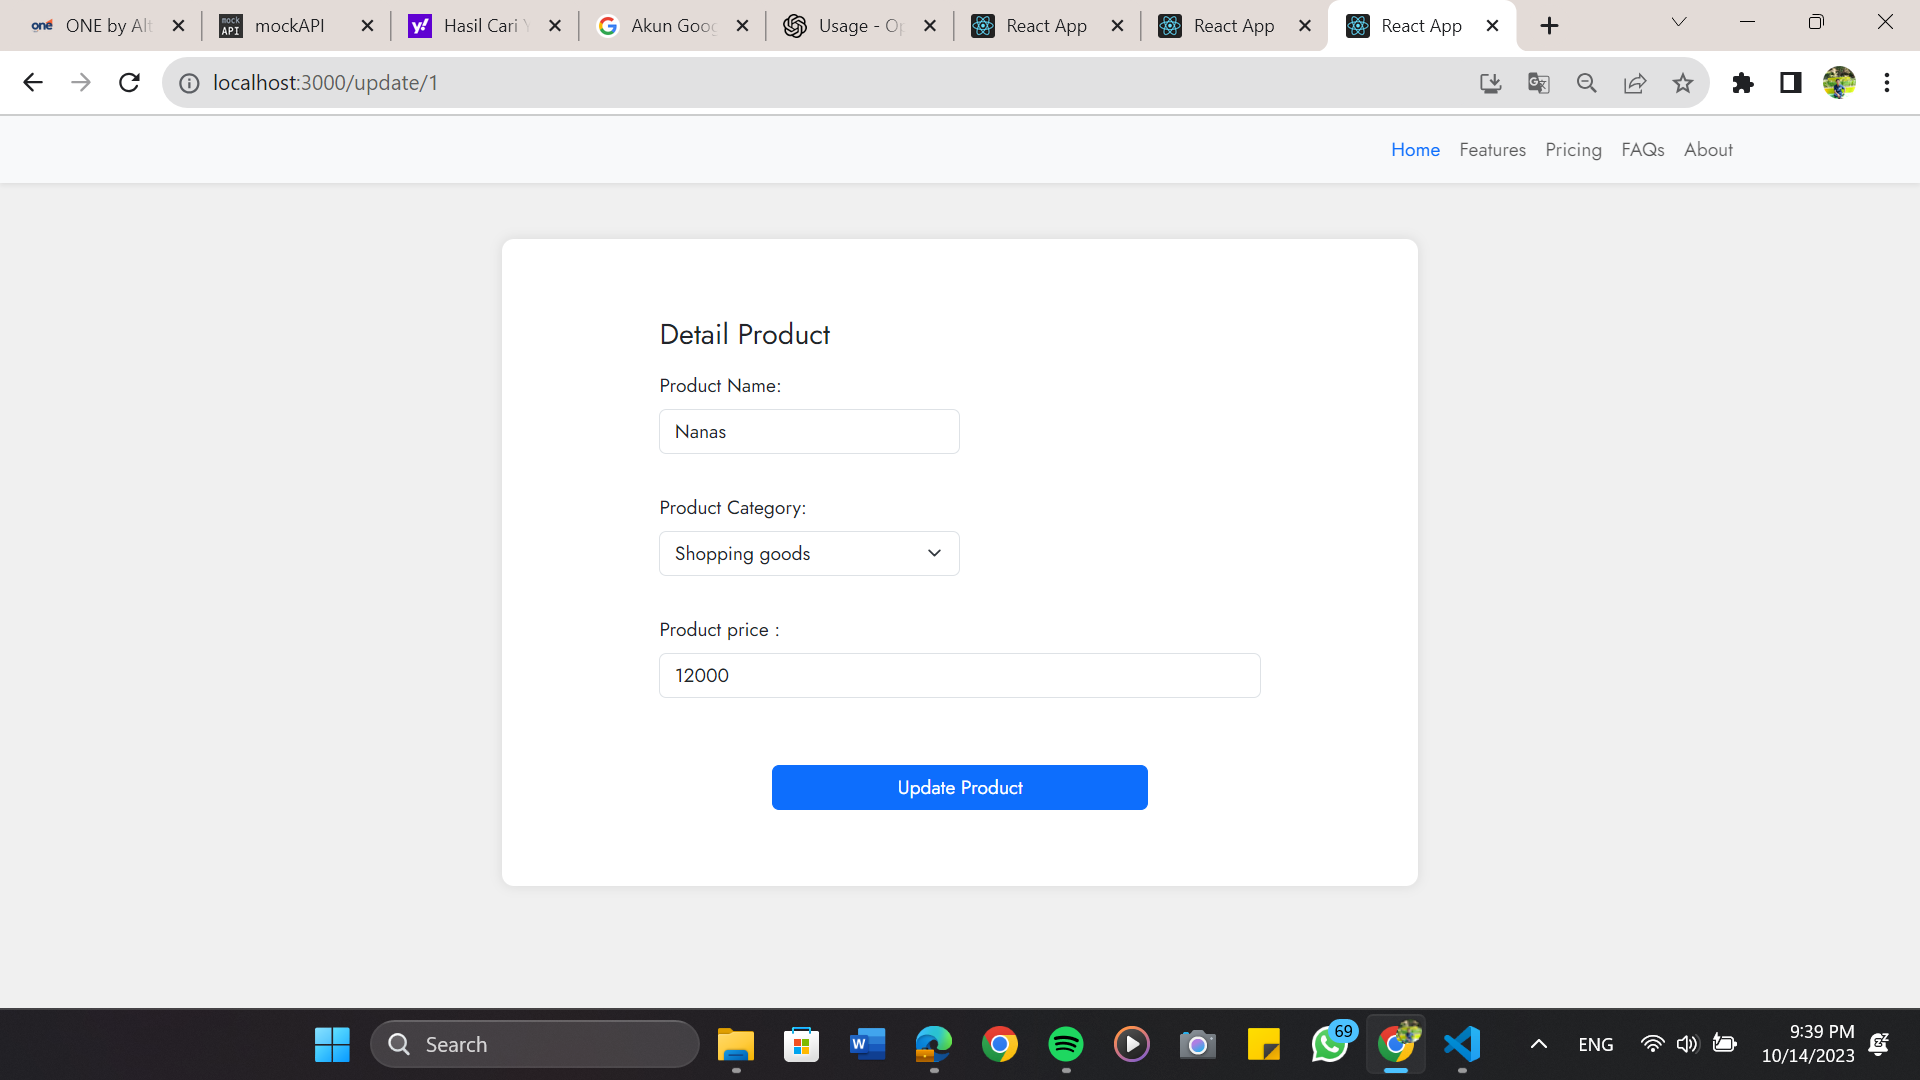 one ONE by Alt
mock API mockAPI
y! Hasil Cari Y
G Akun Goog
Usage - Op
React App
React App
React App
localhost:3000/update/1
Home Features Pricing FAQs About
Detail Product
Product Name:
Nanas
Product Category:
Shopping goods
Product price :
12000
Update Product
Search
W
69
ENG
9:39 PM
10/14/2023